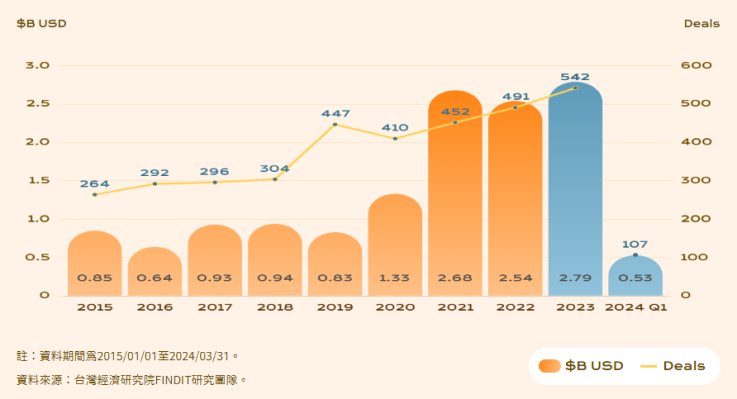 $B USD Deals
3.0 600
2.5 500
2.0 400
1.5 300
1.0 200
0.5 100
0 0
264 292 296 304 447 410 452 491 542 107
0.85 0.64 0.93 0.94 0.83 1.33 2.68 2.54 2.79 0.53
2015 2016 2017 2018 2019 2020 2021 2022 2023 2024 Q1
註：資料期間為2015/01/01至2024/03/31。
資料來源：台灣經濟研究院FINDIT研究團隊。
$B USD Deals